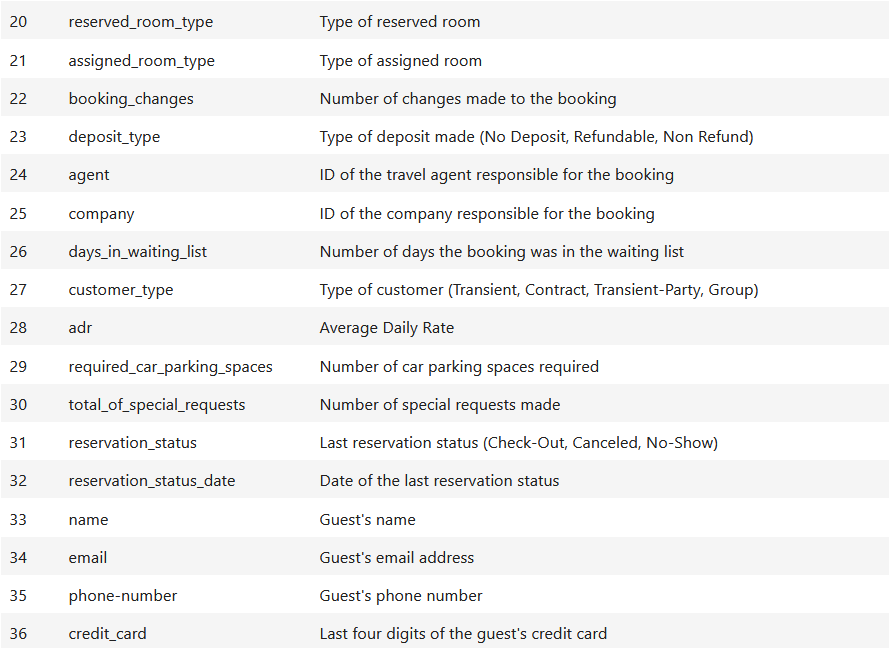 20 reserved_room_type Type of reserved room
21 assigned_room_type Type of assigned room
22 booking_changes Number of changes made to the booking
23 deposit_type Type of deposit made (No Deposit, Refundable, Non Refund)
24 agent ID of the travel agent responsible for the booking
25 company ID of the company responsible for the booking
26 days_in_waiting_list Number of days the booking was in the waiting list
27 customer_type Type of customer (Transient, Contract, Transient-Party, Group)
28 adr Average Daily Rate
29 required_car_parking_spaces Number of car parking spaces required
30 total_of_special_requests Number of special requests made
31 reservation_status Last reservation status (Check-Out, Canceled, No-Show)
32 reservation_status_date Date of the last reservation status
33 name Guest's name
34 email Guest's email address
35 phone-number Guest's phone number
36 credit_card Last four digits of the guest's credit card